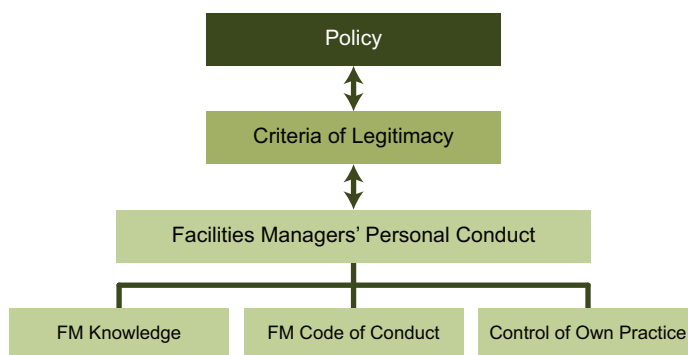 Policy
Criteria of Legitimacy
Facilities Managers’ Personal Conduct
FM Knowledge
FM Code of Conduct
Control of Own Practice